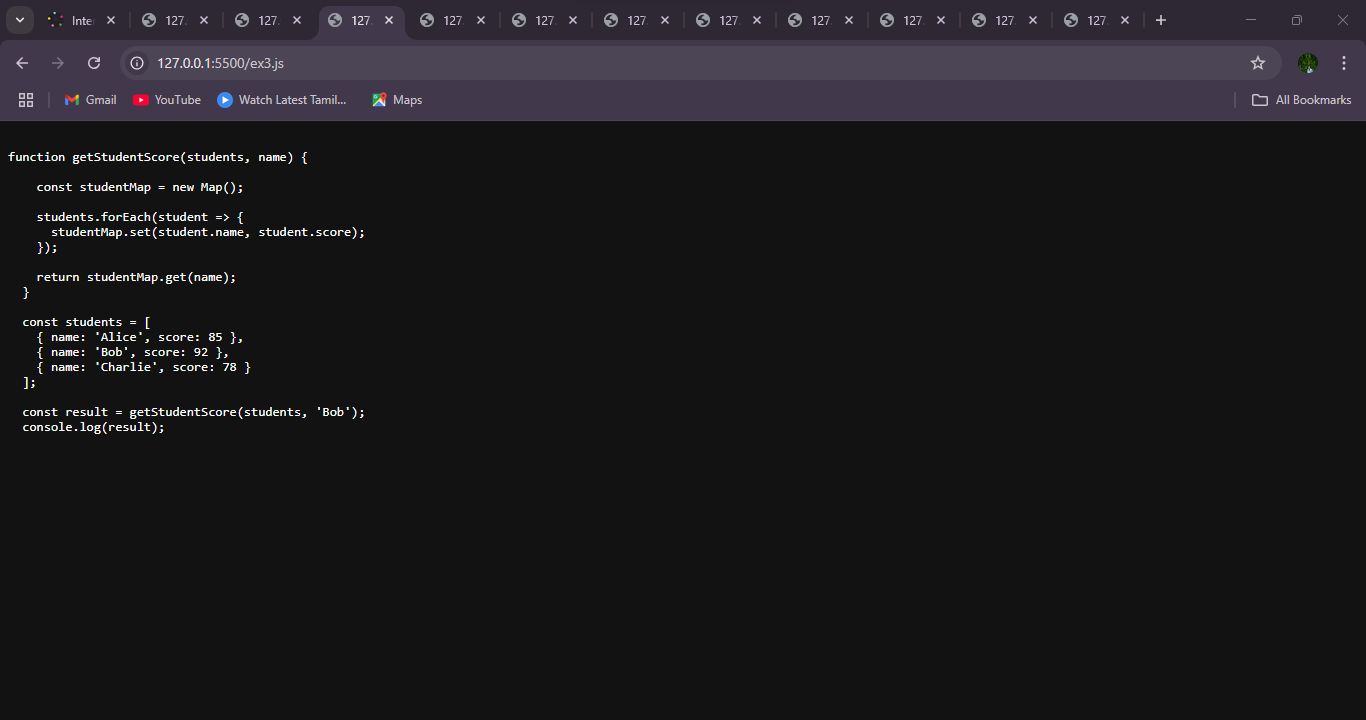 Inte
127.
127.
127.
127.
127.
127.
127.
127.
127.
127.
127.
127.0.0.1:5500/ex3.js
Gmail
YouTube
Watch Latest Tamil...
Maps
All Bookmarks
function getStudentScore(students, name) {
    const studentMap = new Map();
    students.forEach(student => {
      studentMap.set(student.name, student.score);
    });
    return studentMap.get(name);
  }
  const students = [
    { name: 'Alice', score: 85 },
    { name: 'Bob', score: 92 },
    { name: 'Charlie', score: 78 }
  ];
  const result = getStudentScore(students, 'Bob');
  console.log(result);